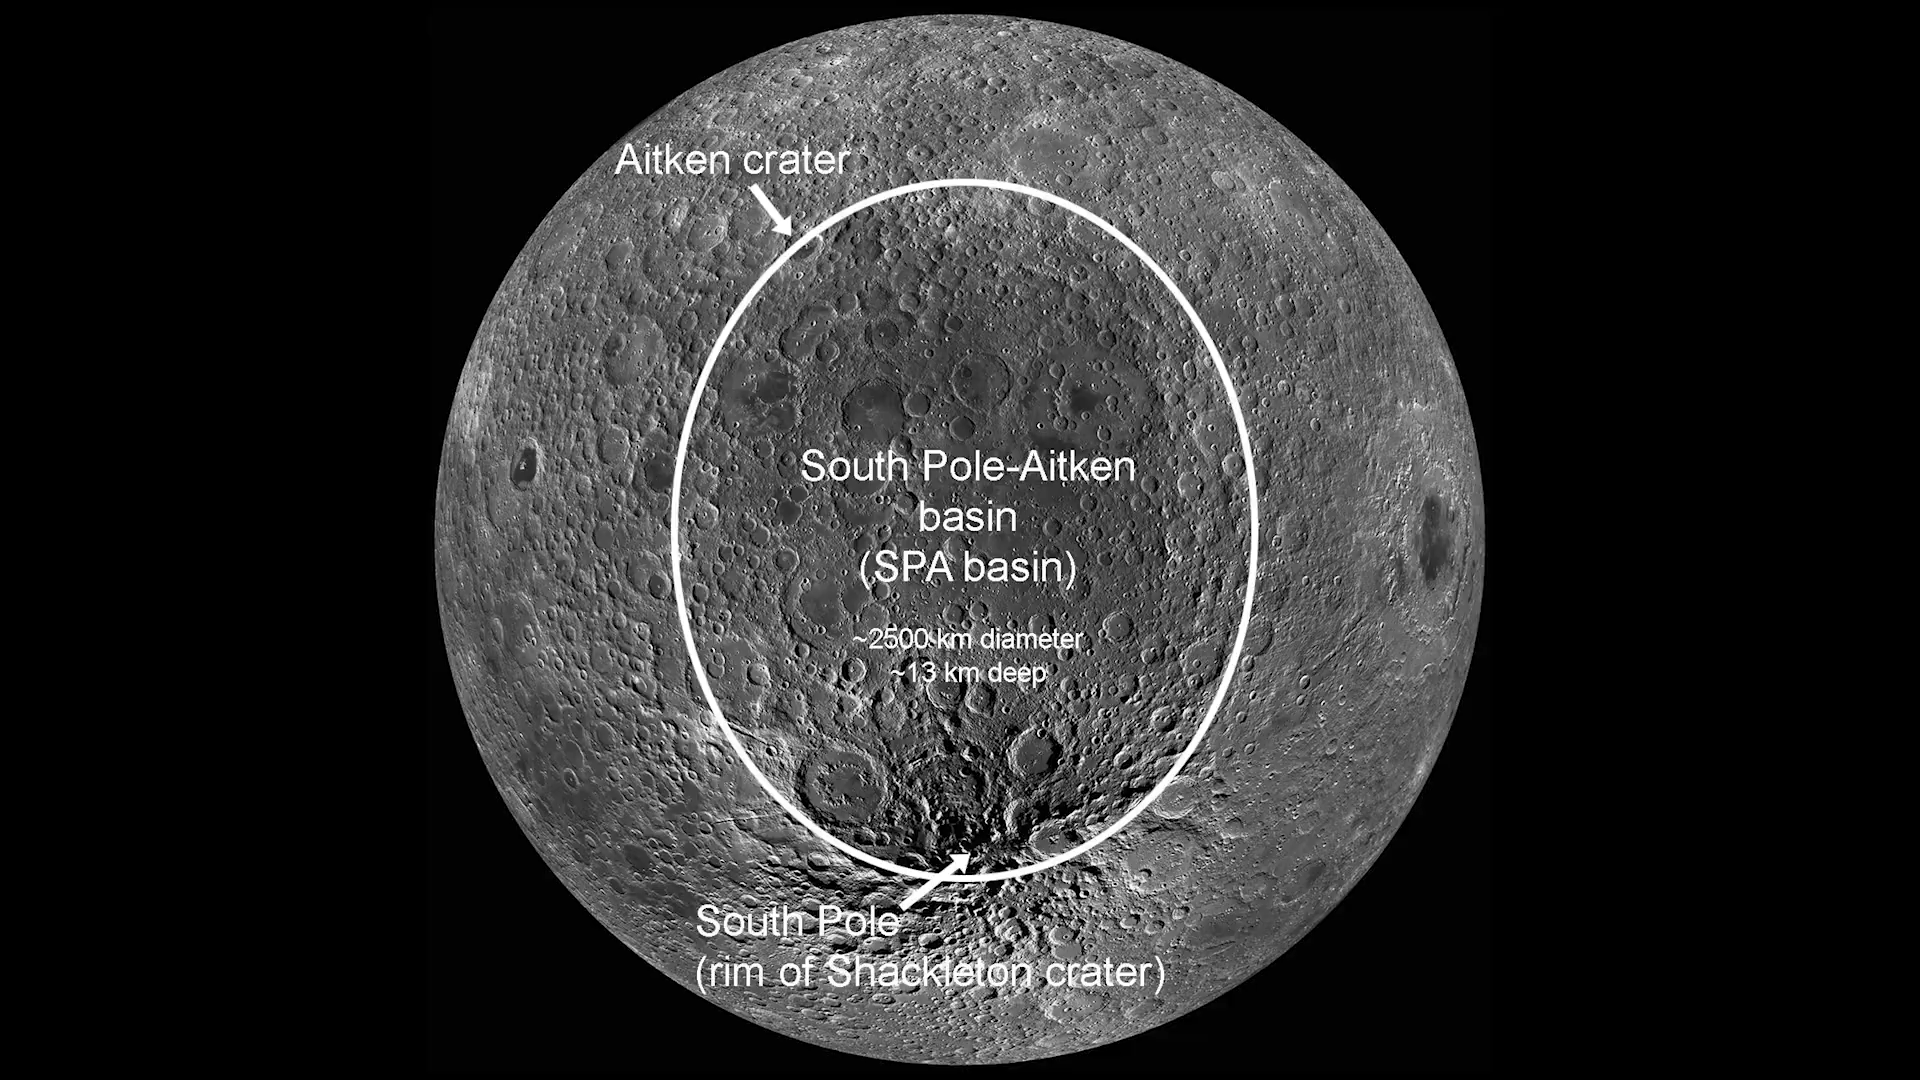 Aitken crater
South Pole-Aitken
basin
(SPA basin)
~2500 km diameter
~13 km deep
South Pole
(rim of Shackleton crater)